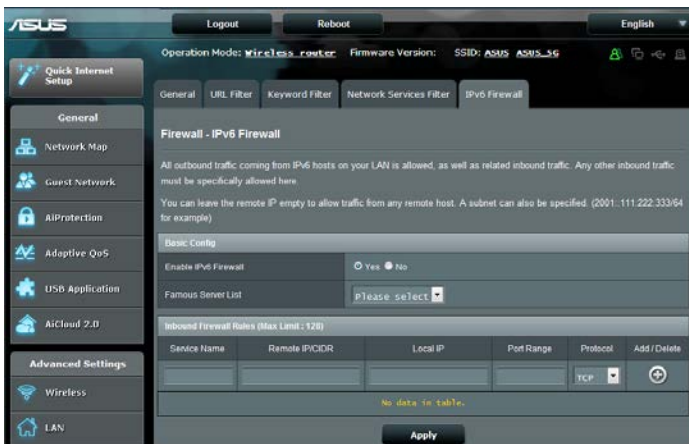 ASUS
Logout
Reboot
English
Operation Mode: Wireless router Firmware Version: SSID: ASUS ASUS_5G
Quick Internet Setup
General
Network Map
Guest Network
AiProtection
Adaptive QoS
USB Application
AiCloud 2.0
Advanced Settings
Wireless
LAN
General
URL Filter
Keyword Filter
Network Services Filter
IPv6 Firewall
Firewall - IPv6 Firewall
All outbound traffic coming from IPv6 hosts on your LAN is allowed, as well as related inbound traffic. Any other inbound traffic
must be specifically allowed here.
You can leave the remote IP empty to allow traffic from any remote host. A subnet can also be specified. (2001::111:222:333/64
for example)
Basic Config
Enable IPv6 Firewall
Yes No
Famous Server List
Please select
Inbound Firewall Rules (Max Limit : 128)
Service Name Remote IP/CIDR Local IP Port Range Protocol Add / Delete
TCP
No data in table.
Apply